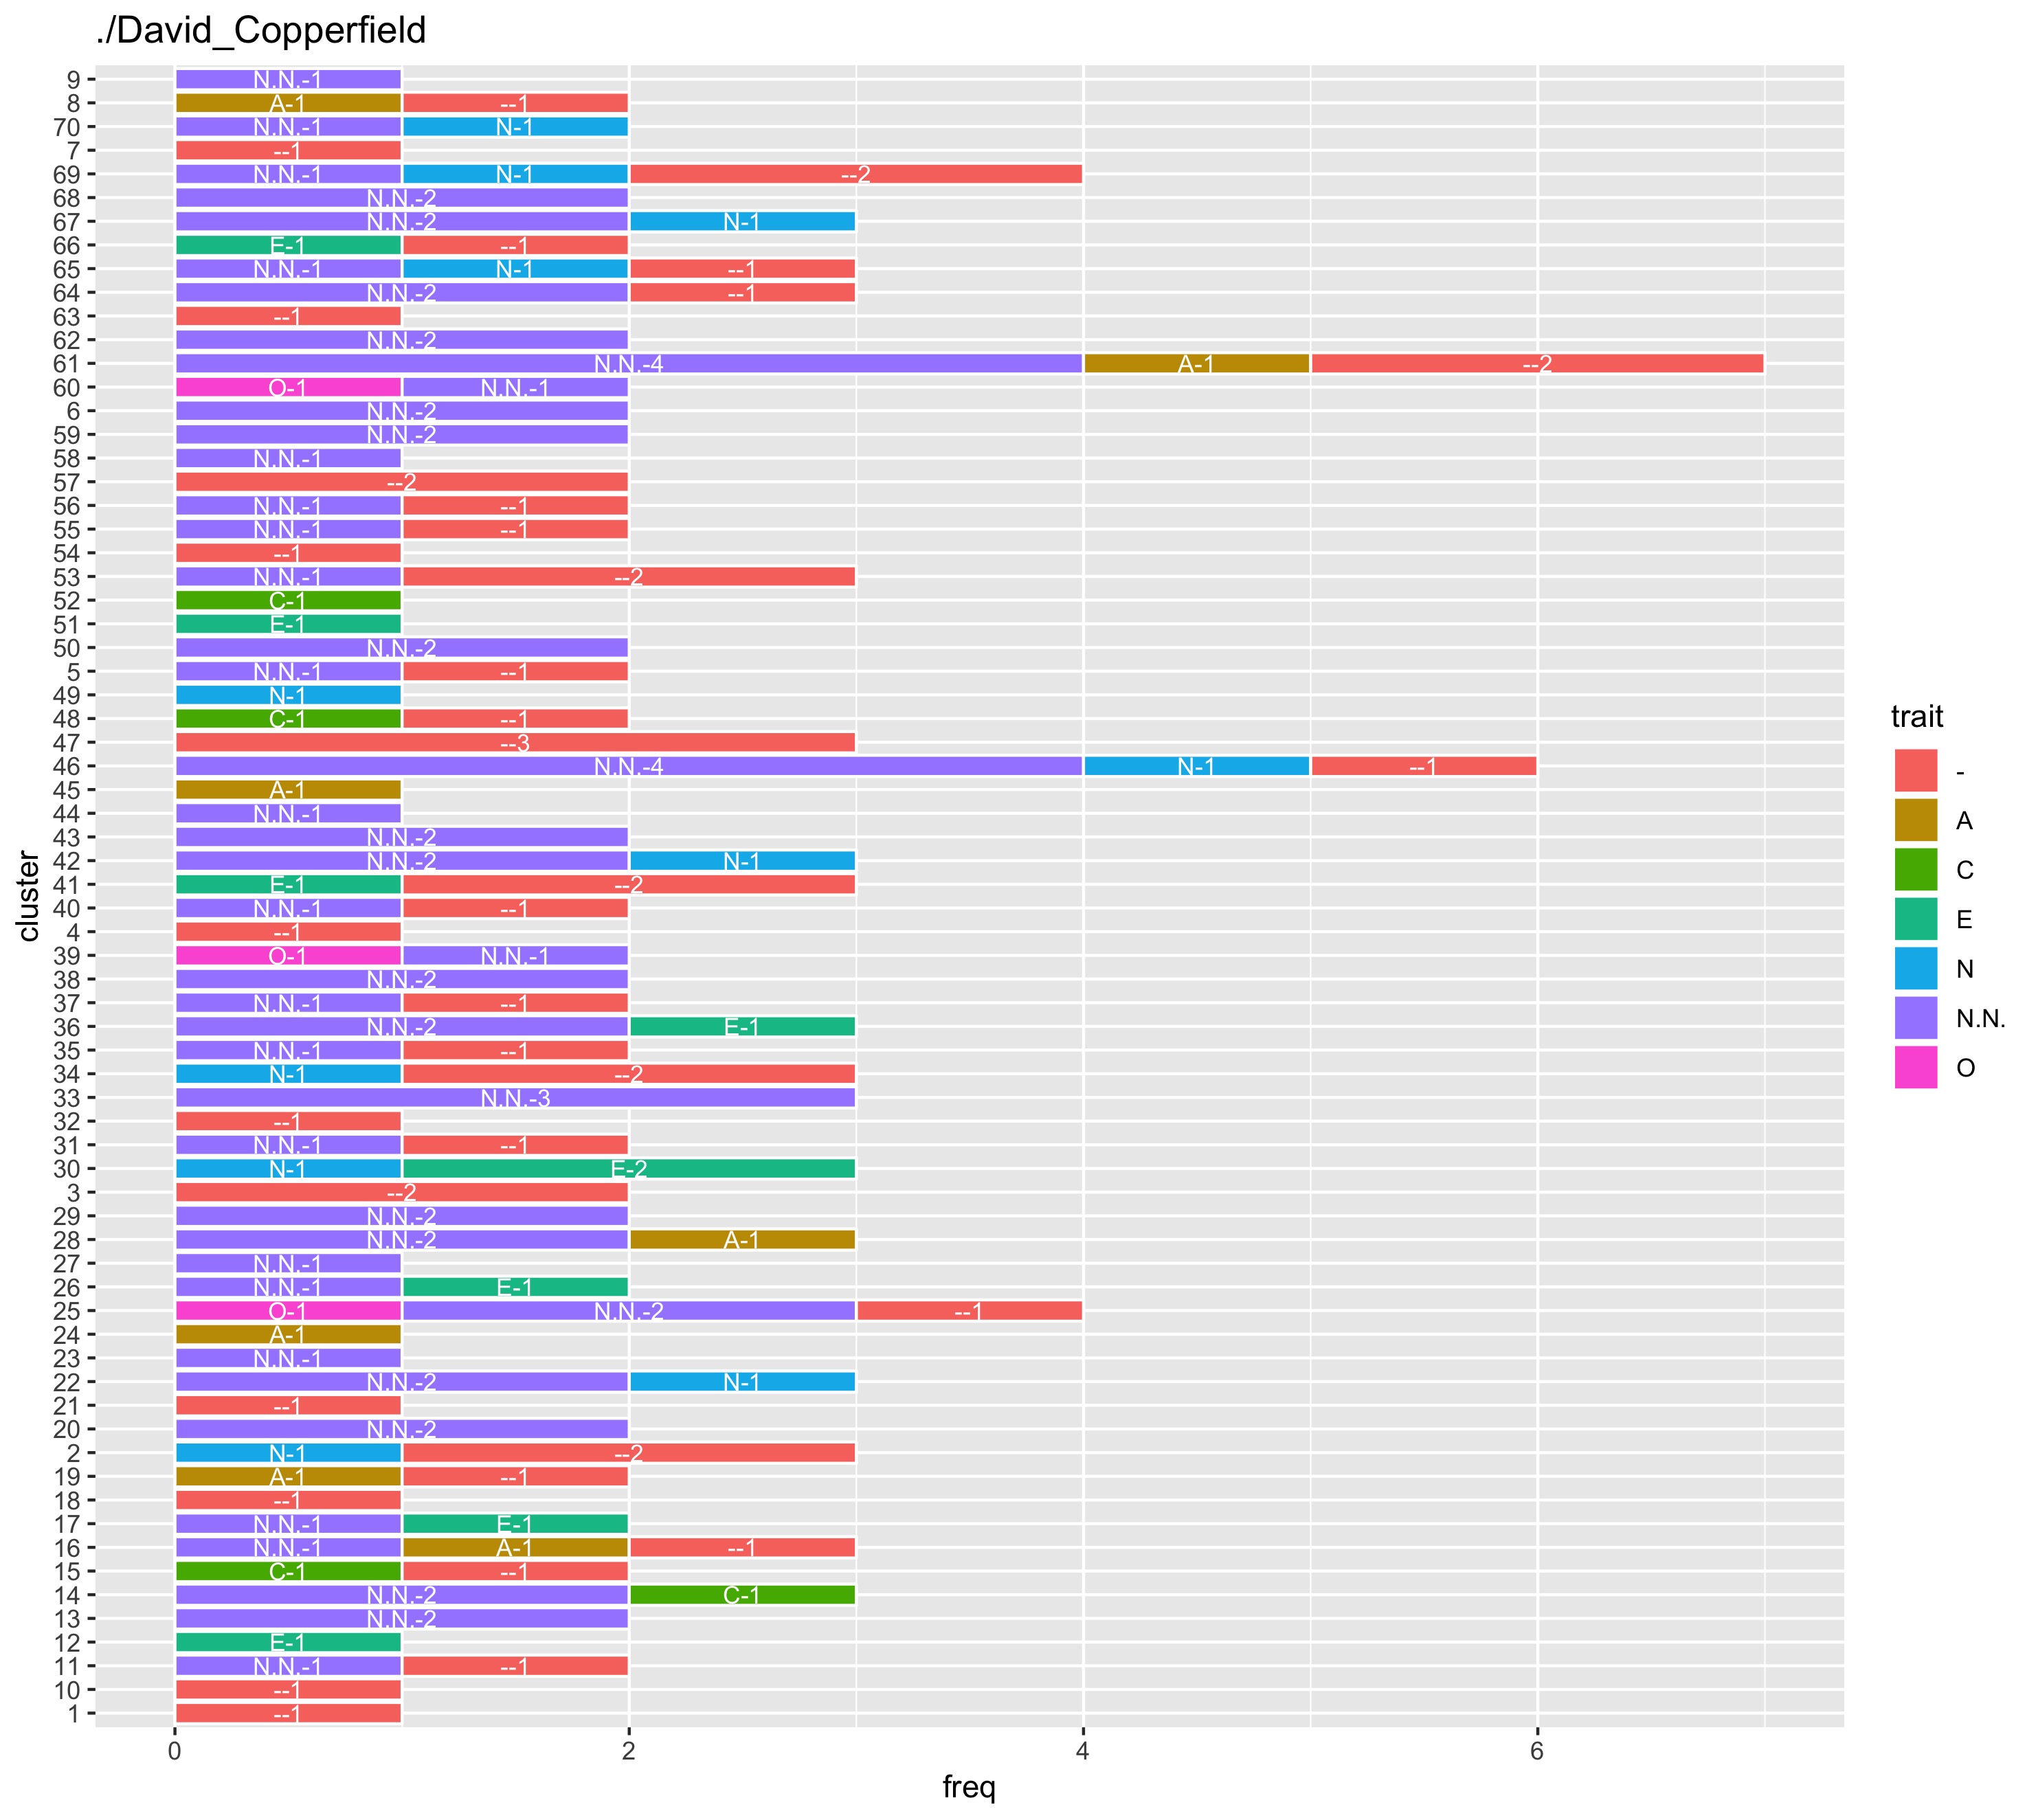 ./David_Copperfield
cluster
9 N.N.-1
8 A-1 --1
70 N.N.-1 N-1
7 --1
69 N.N.-1 N-1 --2
68 N.N.-2
67 N.N.-2 N-1
66 E-1 --1
65 N.N.-1 N-1 --1
64 N.N.-2 --1
63 --1
62 N.N.-2
61 N.N.-4 A-1 --2
60 O-1 N.N.-1
6 N.N.-2
59 N.N.-2
58 N.N.-1
57 --2
56 N.N.-1 --1
55 N.N.-1 --1
54 --1
53 N.N.-1 --2
52 C-1
51 E-1
50 N.N.-2
5 N.N.-1 --1
49 N-1
48 C-1 --1
47 --3
46 N.N.-4 N-1 --1
45 A-1
44 N.N.-1
43 N.N.-2
42 N.N.-2 N-1
41 E-1 --2
40 N.N.-1 --1
4 --1
39 O-1 N.N.-1
38 N.N.-2
37 N.N.-1 --1
36 N.N.-2 E-1
35 N.N.-1 --1
34 N-1 --2
33 N.N.-3
32 --1
31 N.N.-1 --1
30 N-1 E-2
3 --2
29 N.N.-2
28 N.N.-2 A-1
27 N.N.-1
26 N.N.-1 E-1
25 O-1 N.N.-2 --1
24 A-1
23 N.N.-1
22 N.N.-2 N-1
21 --1
20 N.N.-2
2 N-1 --2
19 A-1 --1
18 --1
17 N.N.-1 E-1
16 N.N.-1 A-1 --1
15 C-1 --1
14 N.N.-2 C-1
13 N.N.-2
12 E-1
11 N.N.-1 --1
10 --1
1 --1
0 2 4 6
freq
trait
-
A
C
E
N
N.N.
O